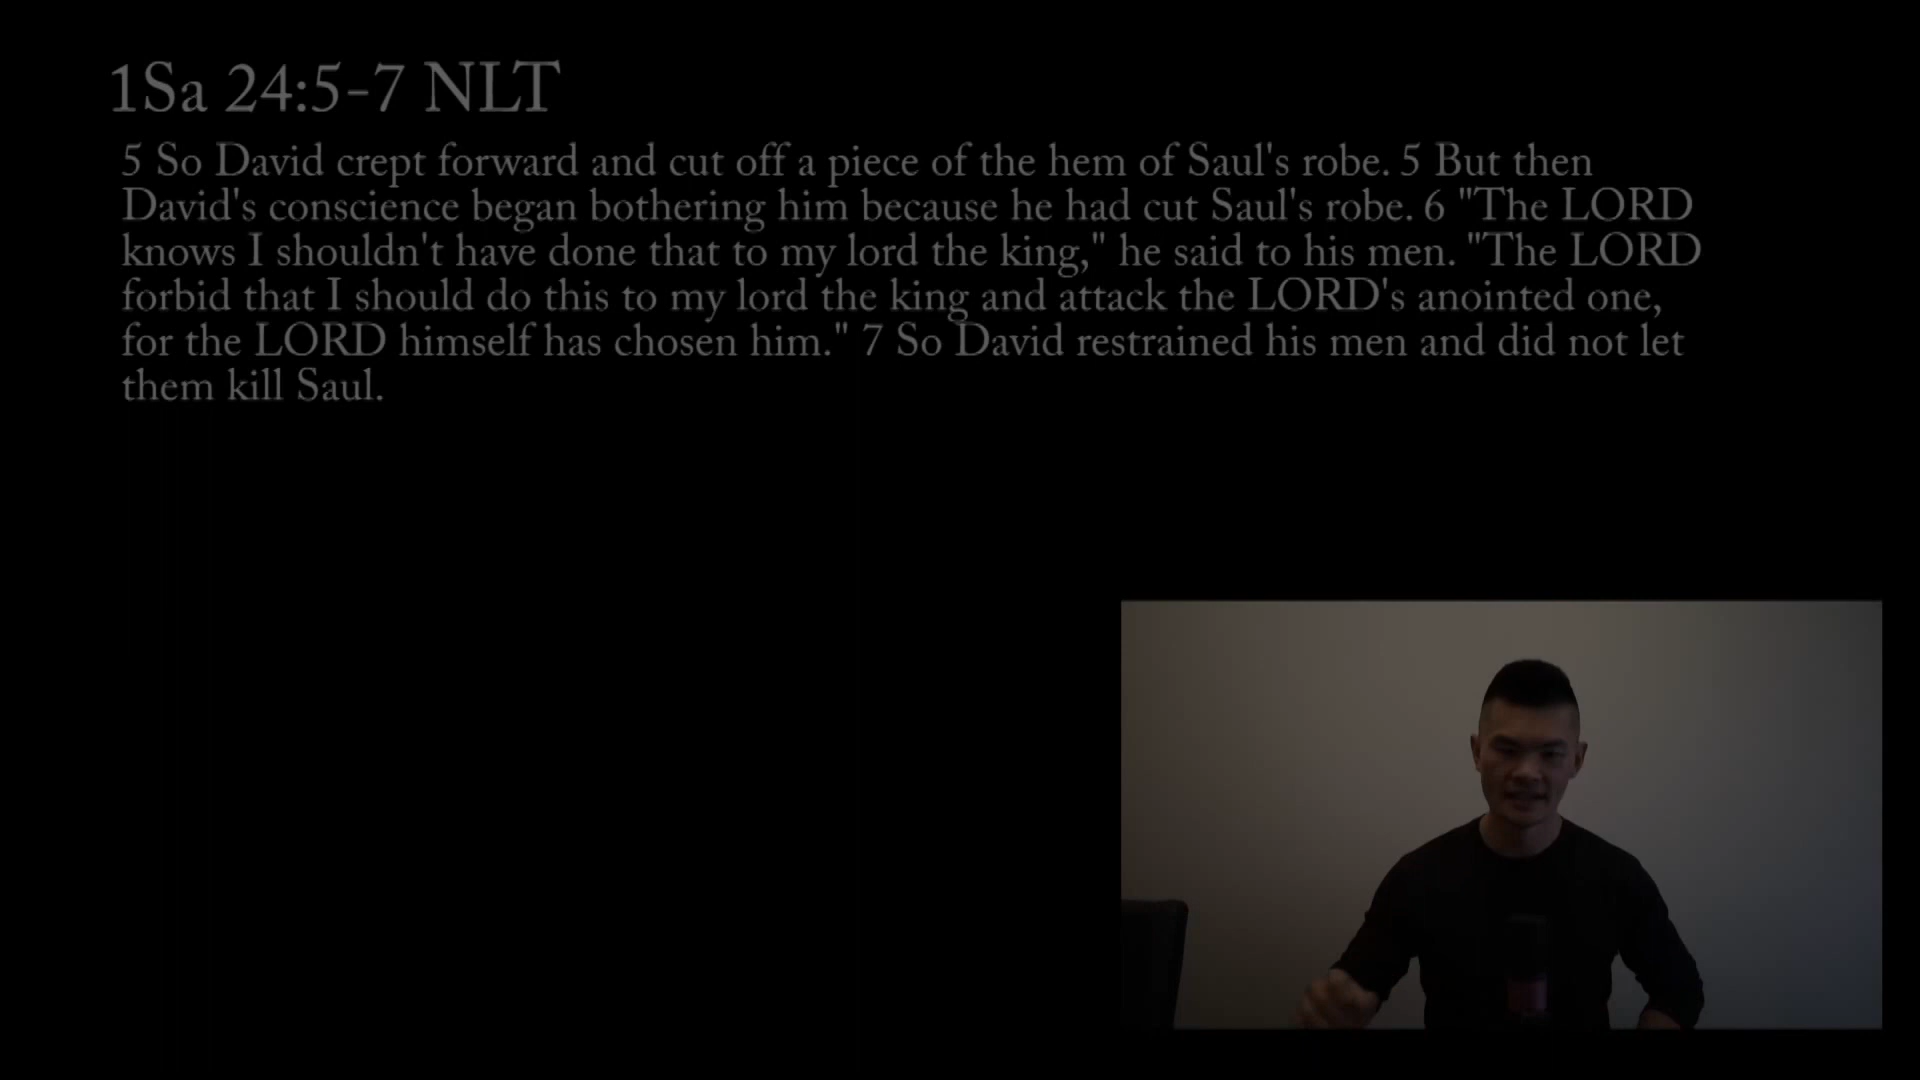 1Sa 24:5-7 NLT
5 So David crept forward and cut off a piece of the hem of Saul's robe. 5 But then
David's conscience began bothering him because he had cut Saul's robe. 6 "The LORD
knows I shouldn't have done that to my lord the king," he said to his men. "The LORD
forbid that I should do this to my lord the king and attack the LORD's anointed one,
for the LORD himself has chosen him." 7 So David restrained his men and did not let
them kill Saul.